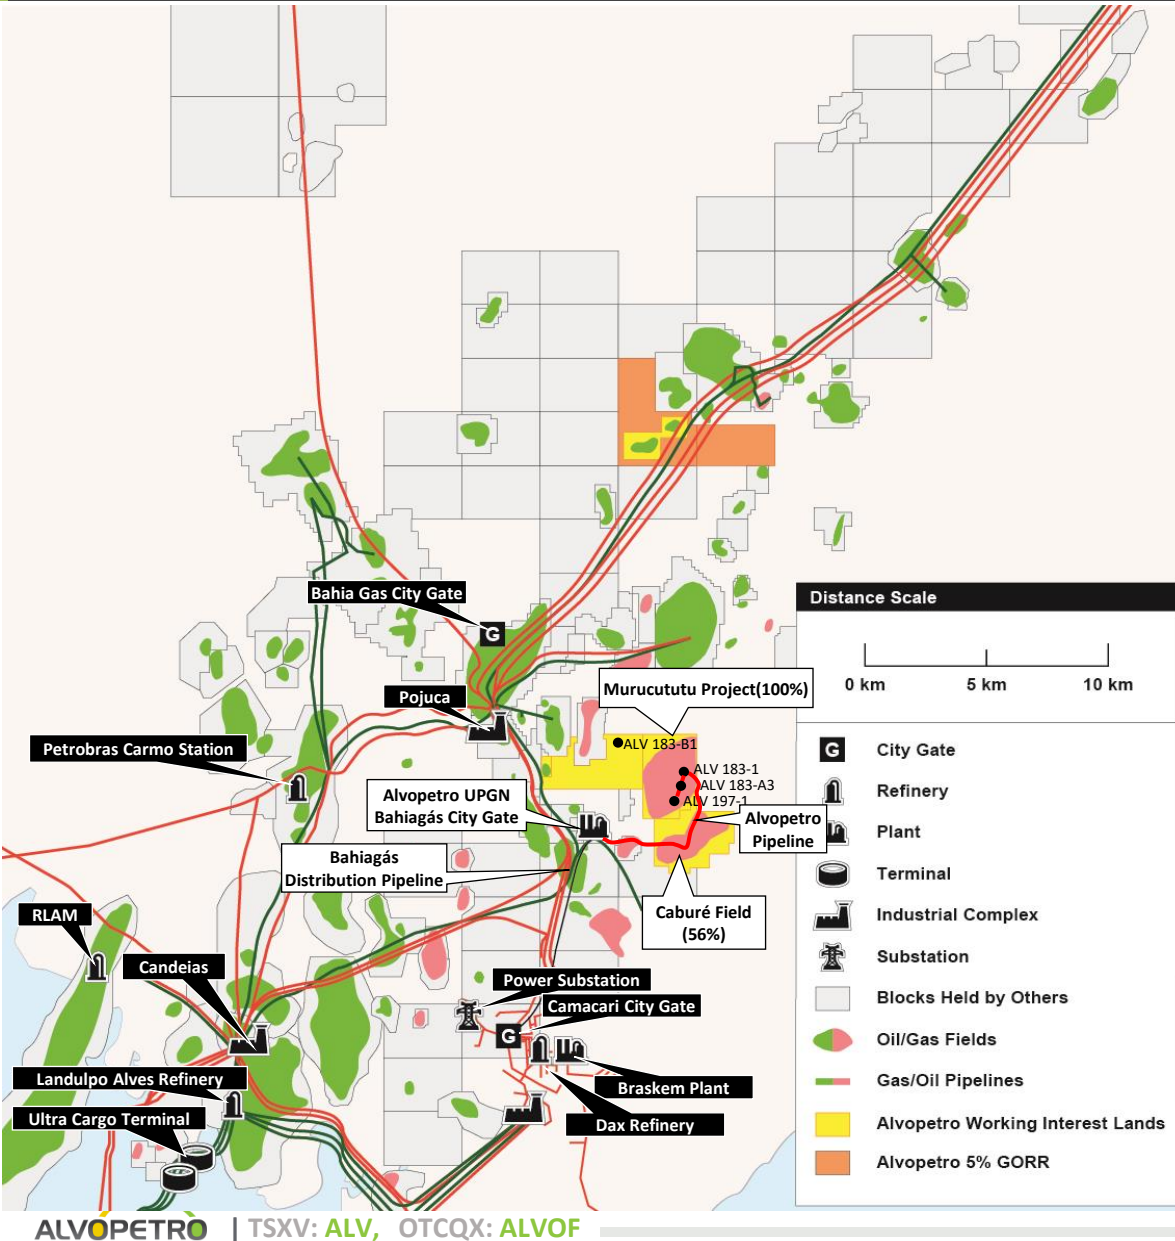 Bahia Gas City Gate
G
Pojuca
Petrobras Carmo Station
Murucututu Project(100%)
ALV 183-B1
ALV 183-1
ALV 183-A3
ALV 197-1
Alvopetro UPGN
Bahiagás City Gate
Alvopetro
Pipeline
Bahiagás
Distribution Pipeline
Caburé Field
(56%)
RLAM
Candeias
Power Substation
Camacari City Gate
G
Landulpo Alves Refinery
Braskem Plant
Ultra Cargo Terminal
Dax Refinery
Distance Scale
0 km
5 km
10 km
G
City Gate
Refinery
Plant
Terminal
Industrial Complex
Substation
Blocks Held by Others
Oil/Gas Fields
Gas/Oil Pipelines
Alvopetro Working Interest Lands
Alvopetro 5% GORR
ALVOPETRO | TSXV: ALV, OTCQX: ALVOF